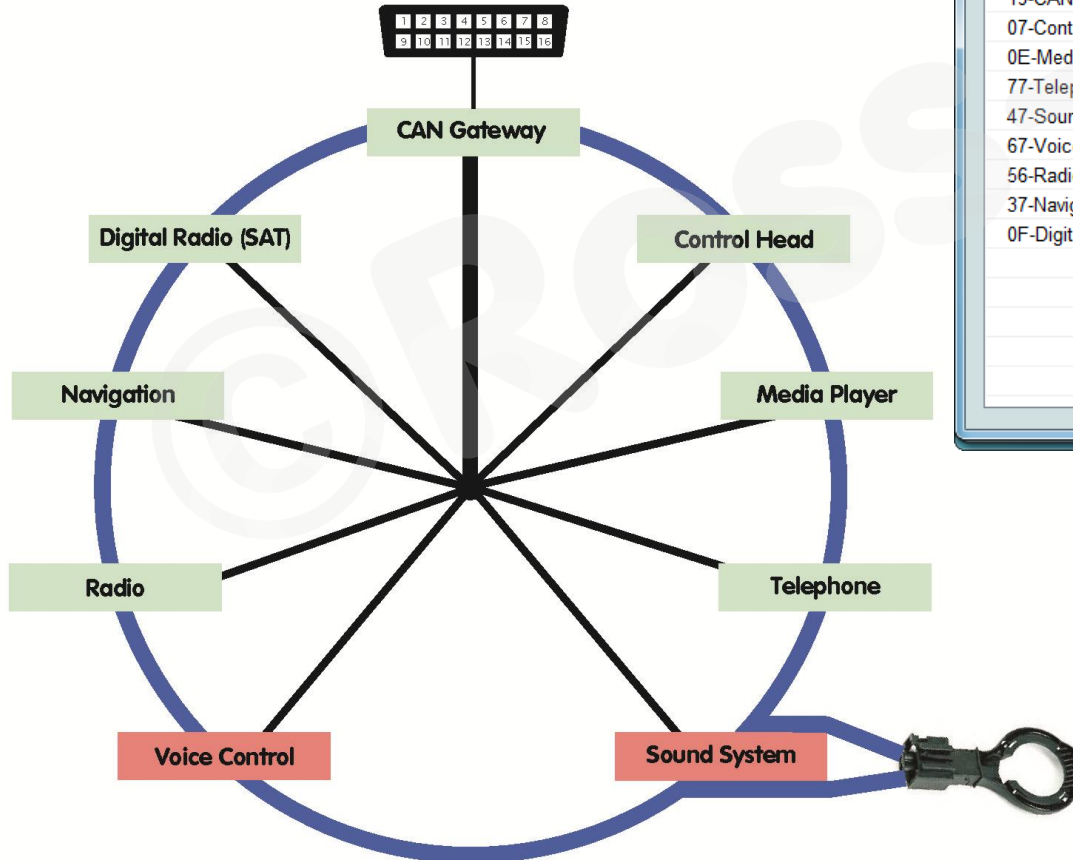 1 2 3 4 5 6 7 8
9 10 11 12 13 14 15 16
CAN Gateway
Digital Radio (SAT)
Control Head
Navigation
Media Player
Radio
Telephone
Voice Control
Sound System
07-Cont
0E-Med
77-Telep
47-Soun
67-Voic
56-Radi
37-Navig
0F-Digit
©Ross